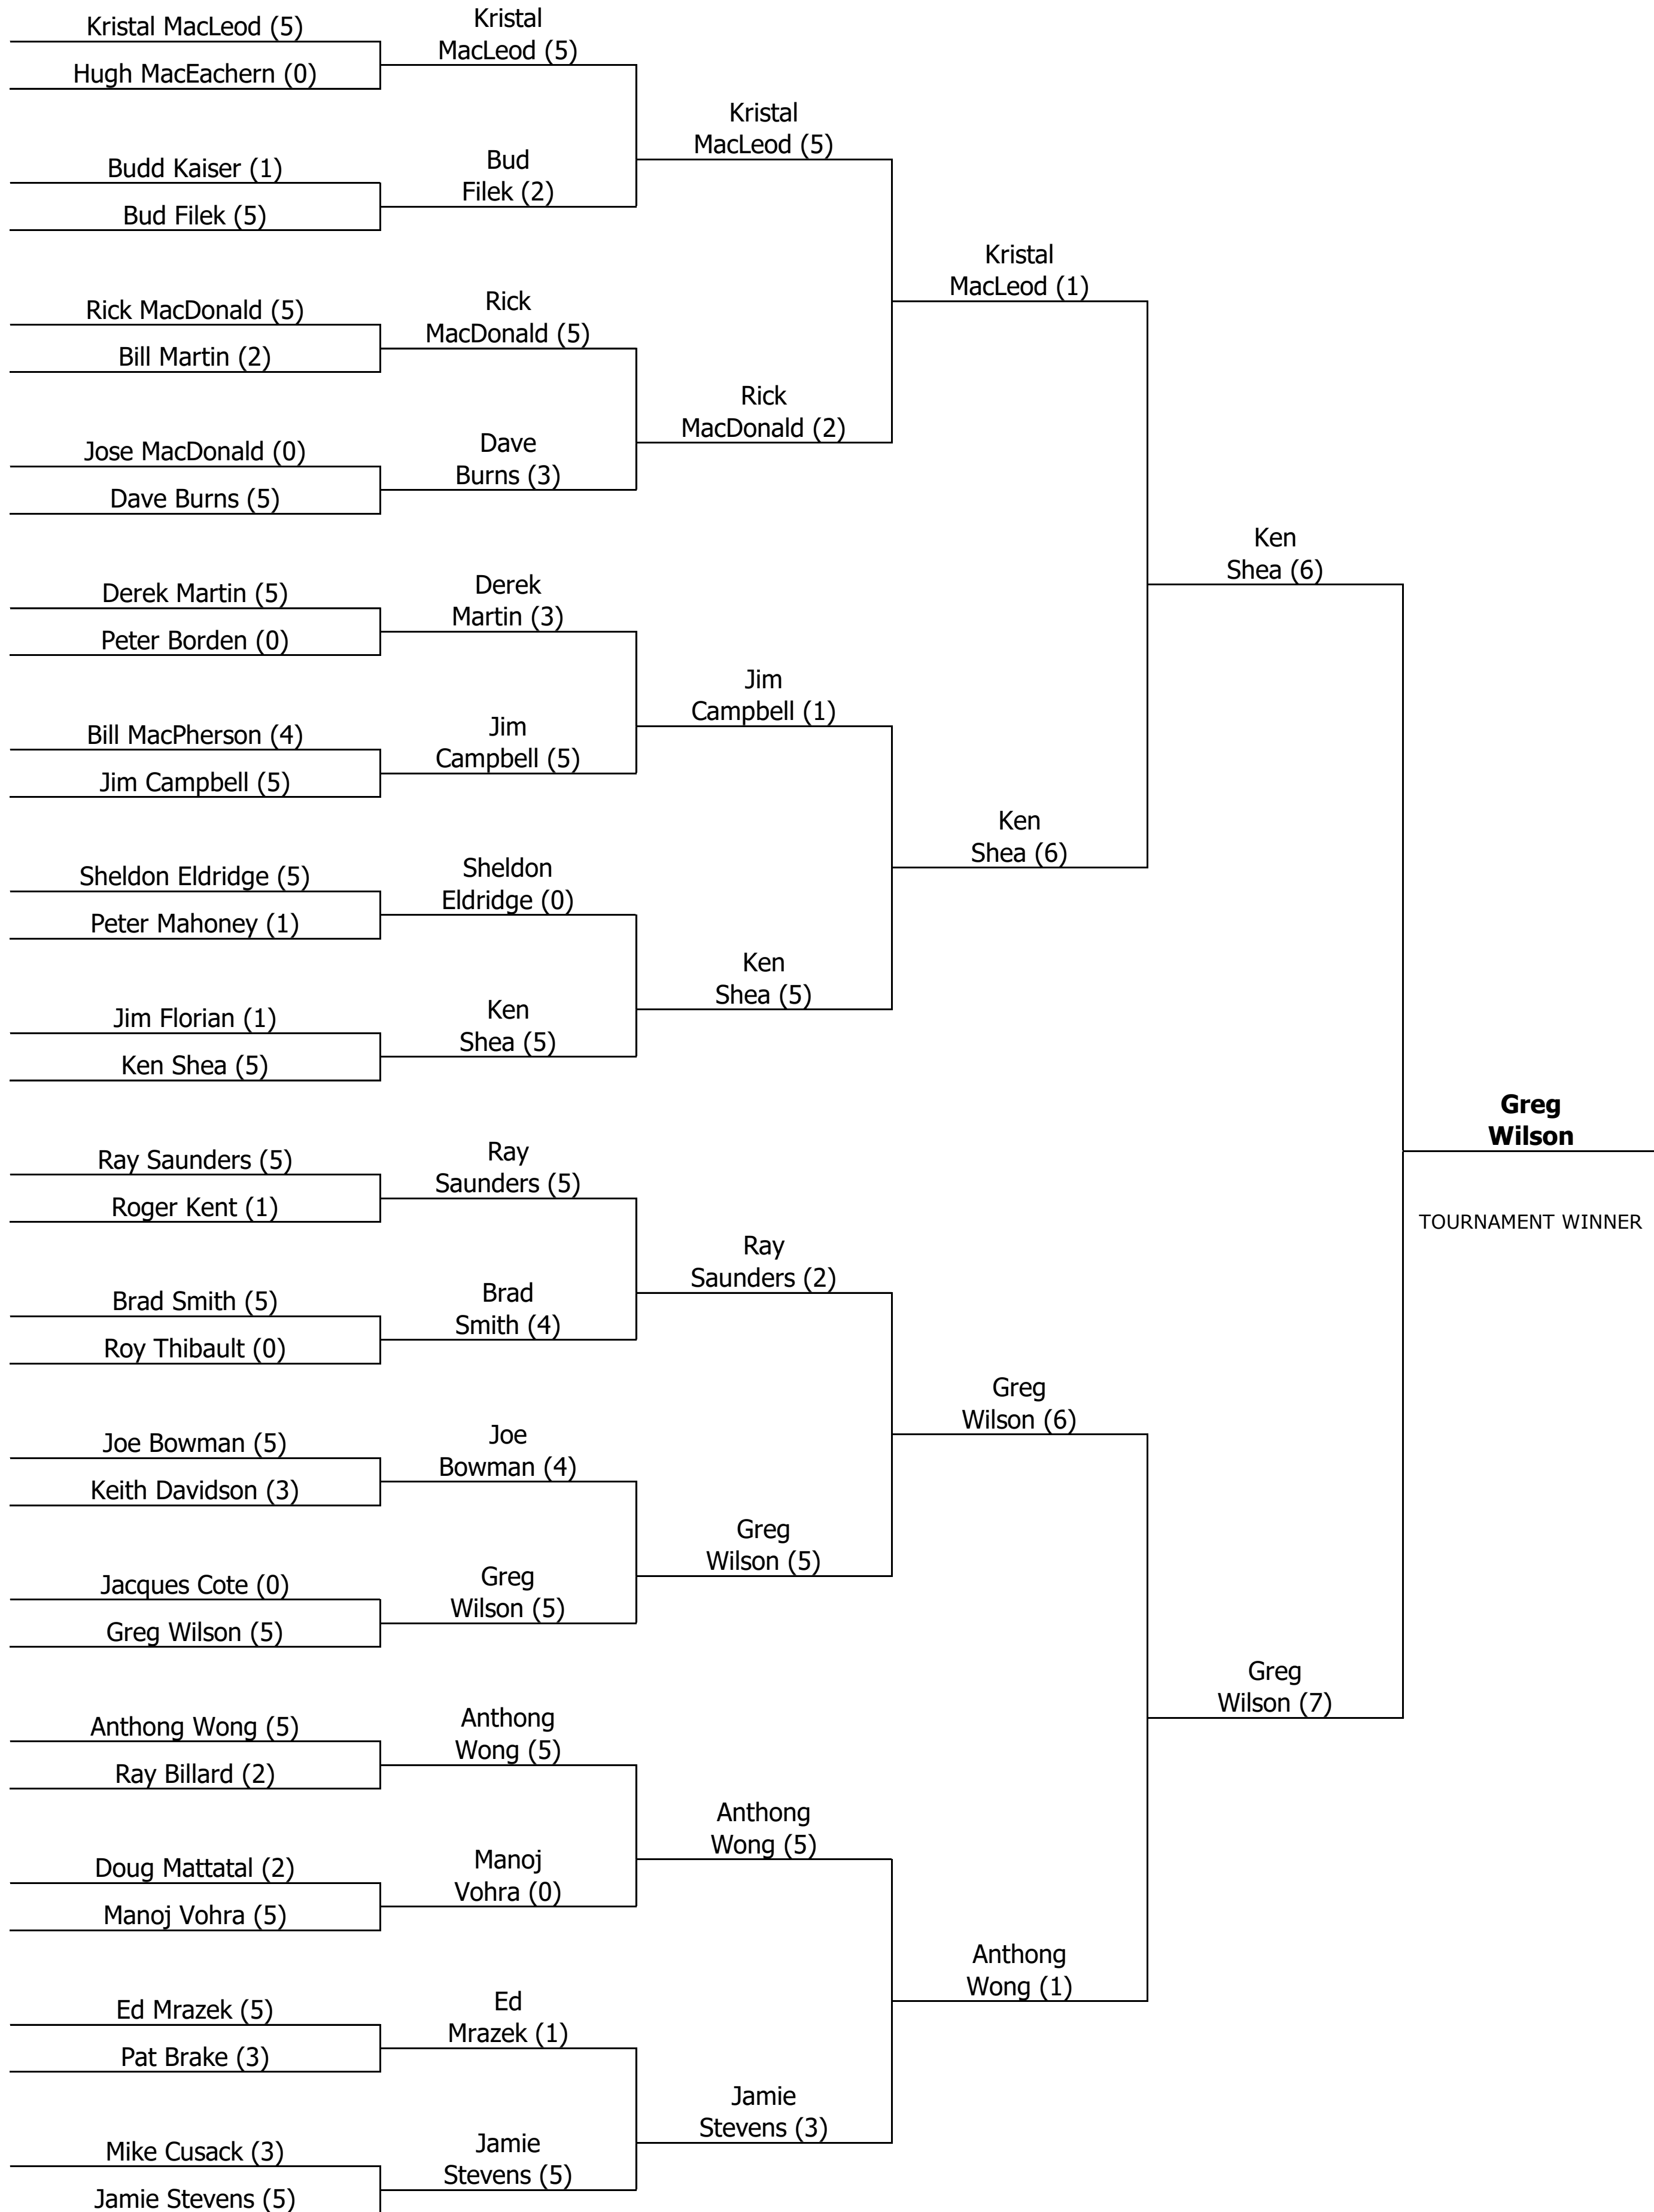 Kristal MacLeod (5)
Hugh MacEachern (0)
Budd Kaiser (1)
Bud Filek (5)
Rick MacDonald (5)
Bill Martin (2)
Jose MacDonald (0)
Dave Burns (5)
Derek Martin (5)
Peter Borden (0)
Bill MacPherson (4)
Jim Campbell (5)
Sheldon Eldridge (5)
Peter Mahoney (1)
Jim Florian (1)
Ken Shea (5)
Ray Saunders (5)
Roger Kent (1)
Brad Smith (5)
Roy Thibault (0)
Joe Bowman (5)
Keith Davidson (3)
Jacques Cote (0)
Greg Wilson (5)
Anthong Wong (5)
Ray Billard (2)
Doug Mattatal (2)
Manoj Vohra (5)
Ed Mrazek (5)
Pat Brake (3)
Mike Cusack (3)
Jamie Stevens (5)
Kristal
MacLeod (5)
Bud
Filek (2)
Rick
MacDonald (5)
Dave
Burns (3)
Derek
Martin (3)
Jim
Campbell (5)
Sheldon
Eldridge (0)
Ken
Shea (5)
Ray
Saunders (5)
Brad
Smith (4)
Joe
Bowman (4)
Greg
Wilson (5)
Anthong
Wong (5)
Manoj
Vohra (0)
Ed
Mrazek (1)
Jamie
Stevens (5)
Kristal
MacLeod (5)
Rick
MacDonald (2)
Jim
Campbell (1)
Ken
Shea (5)
Ray
Saunders (2)
Greg
Wilson (5)
Anthong
Wong (5)
Jamie
Stevens (3)
Kristal
MacLeod (1)
Ken
Shea (6)
Greg
Wilson (6)
Anthong
Wong (1)
Ken
Shea (6)
Greg
Wilson (7)
Greg
Wilson
TOURNAMENT WINNER